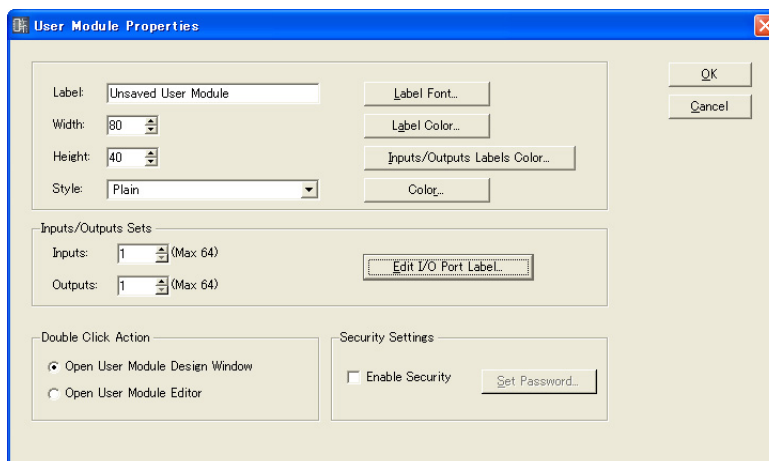 User Module Properties
Label: Unsaved User Module Label Font...
Width: 80 Label Color...
Height: 40 Inputs/Outputs Labels Color...
Style: Plain Color...
OK
Cancel
Inputs/Outputs Sets
Inputs: 1 (Max 64)
Outputs: 1 (Max 64)
Edit I/O Port Label...
Double Click Action
Open User Module Design Window
Open User Module Editor
Security Settings
Enable Security Set Password...